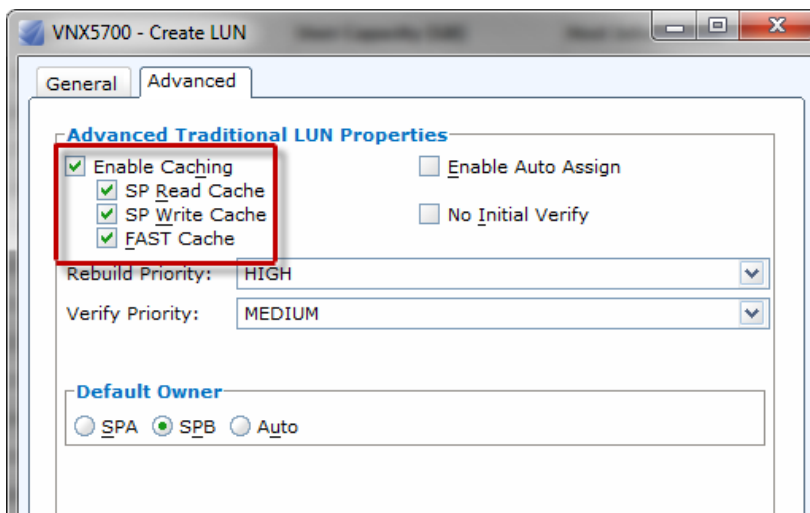 VNX5700 - Create LUN
General Advanced
Advanced Traditional LUN Properties
Enable Caching Enable Auto Assign
SP Read Cache
SP Write Cache No Initial Verify
FAST Cache
Rebuild Priority: HIGH
Verify Priority: MEDIUM
Default Owner
SPA SPB Auto